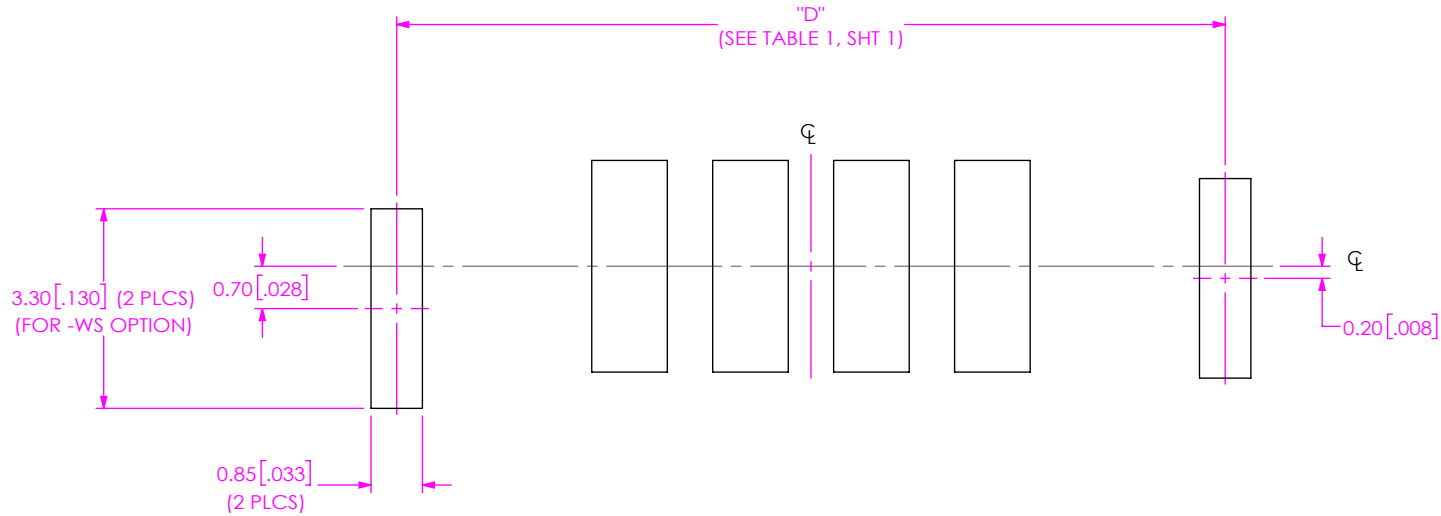 "D"
(SEE TABLE 1, SHT 1)
℄
℄
3.30[.130] (2 PLCS)
(FOR -WS OPTION)
0.70[.028]
0.20[.008]
0.85[.033]
(2 PLCS)